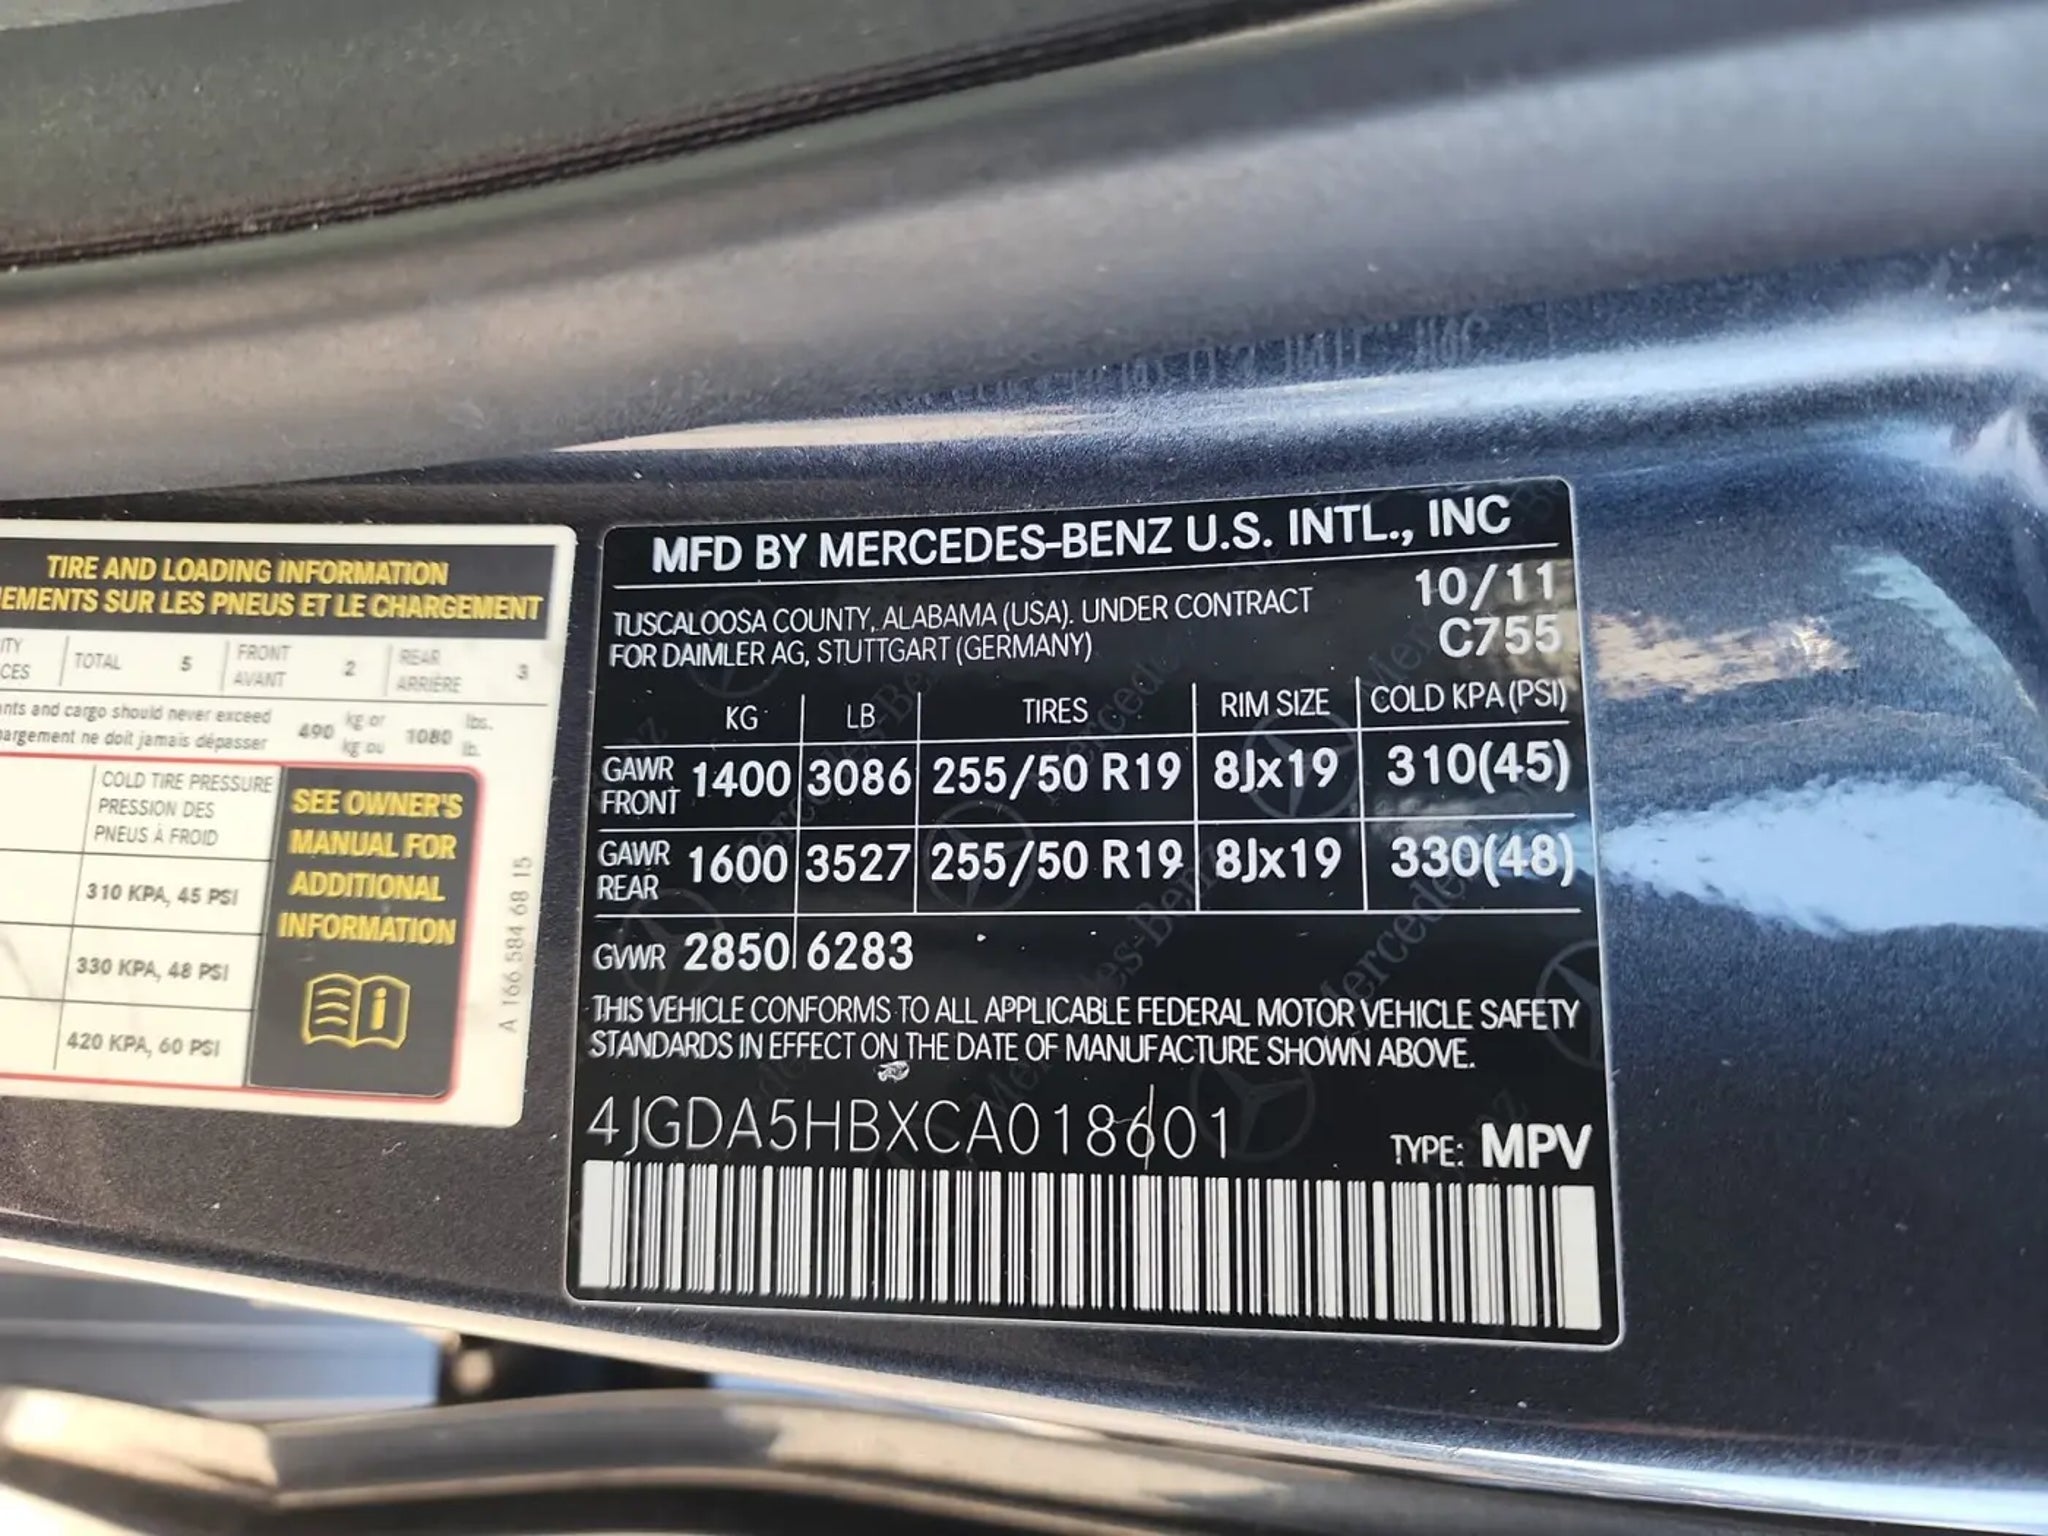 TIRE AND LOADING INFORMATION
EMENTS SUR LES PNEUS ET LE CHARGEMENT
TOTAL 5 FRONT AVANT 2 REAR ARRIÈRE 3
and cargo should never exceed
ne doit jamais dépasser
490 kg or kg ou 1080 lbs. lb.
COLD TIRE PRESSURE
PRESSION DES
PNEUS À FROID
310 KPA, 45 PSI
330 KPA, 48 PSI
420 KPA, 60 PSI
SEE OWNER'S
MANUAL FOR
ADDITIONAL
INFORMATION
A 166 584 68 15
MFD BY MERCEDES-BENZ U.S. INTL., INC
TUSCALOOSA COUNTY, ALABAMA (USA). UNDER CONTRACT
FOR DAIMLER AG, STUTTGART (GERMANY)
10/11
C755
KG LB TIRES RIM SIZE COLD KPA (PSI)
GAWR FRONT 1400 3086 255/50 R19 8Jx19 310(45)
GAWR REAR 1600 3527 255/50 R19 8Jx19 330(48)
GVWR 2850 6283
THIS VEHICLE CONFORMS TO ALL APPLICABLE FEDERAL MOTOR VEHICLE SAFETY
STANDARDS IN EFFECT ON THE DATE OF MANUFACTURE SHOWN ABOVE.
4JGDA5HBXCA018601
TYPE: MPV